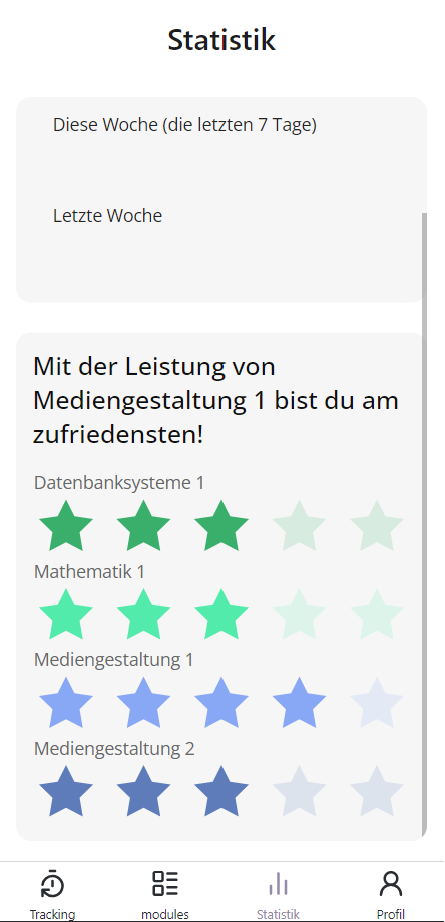 Statistik
Diese Woche (die letzten 7 Tage)
Letzte Woche
Mit der Leistung von
Mediengestaltung 1 bist du am
zufriedensten!
Datenbanksysteme 1
Mathematik 1
Mediengestaltung 1
Mediengestaltung 2
Tracking modules Statistik Profil